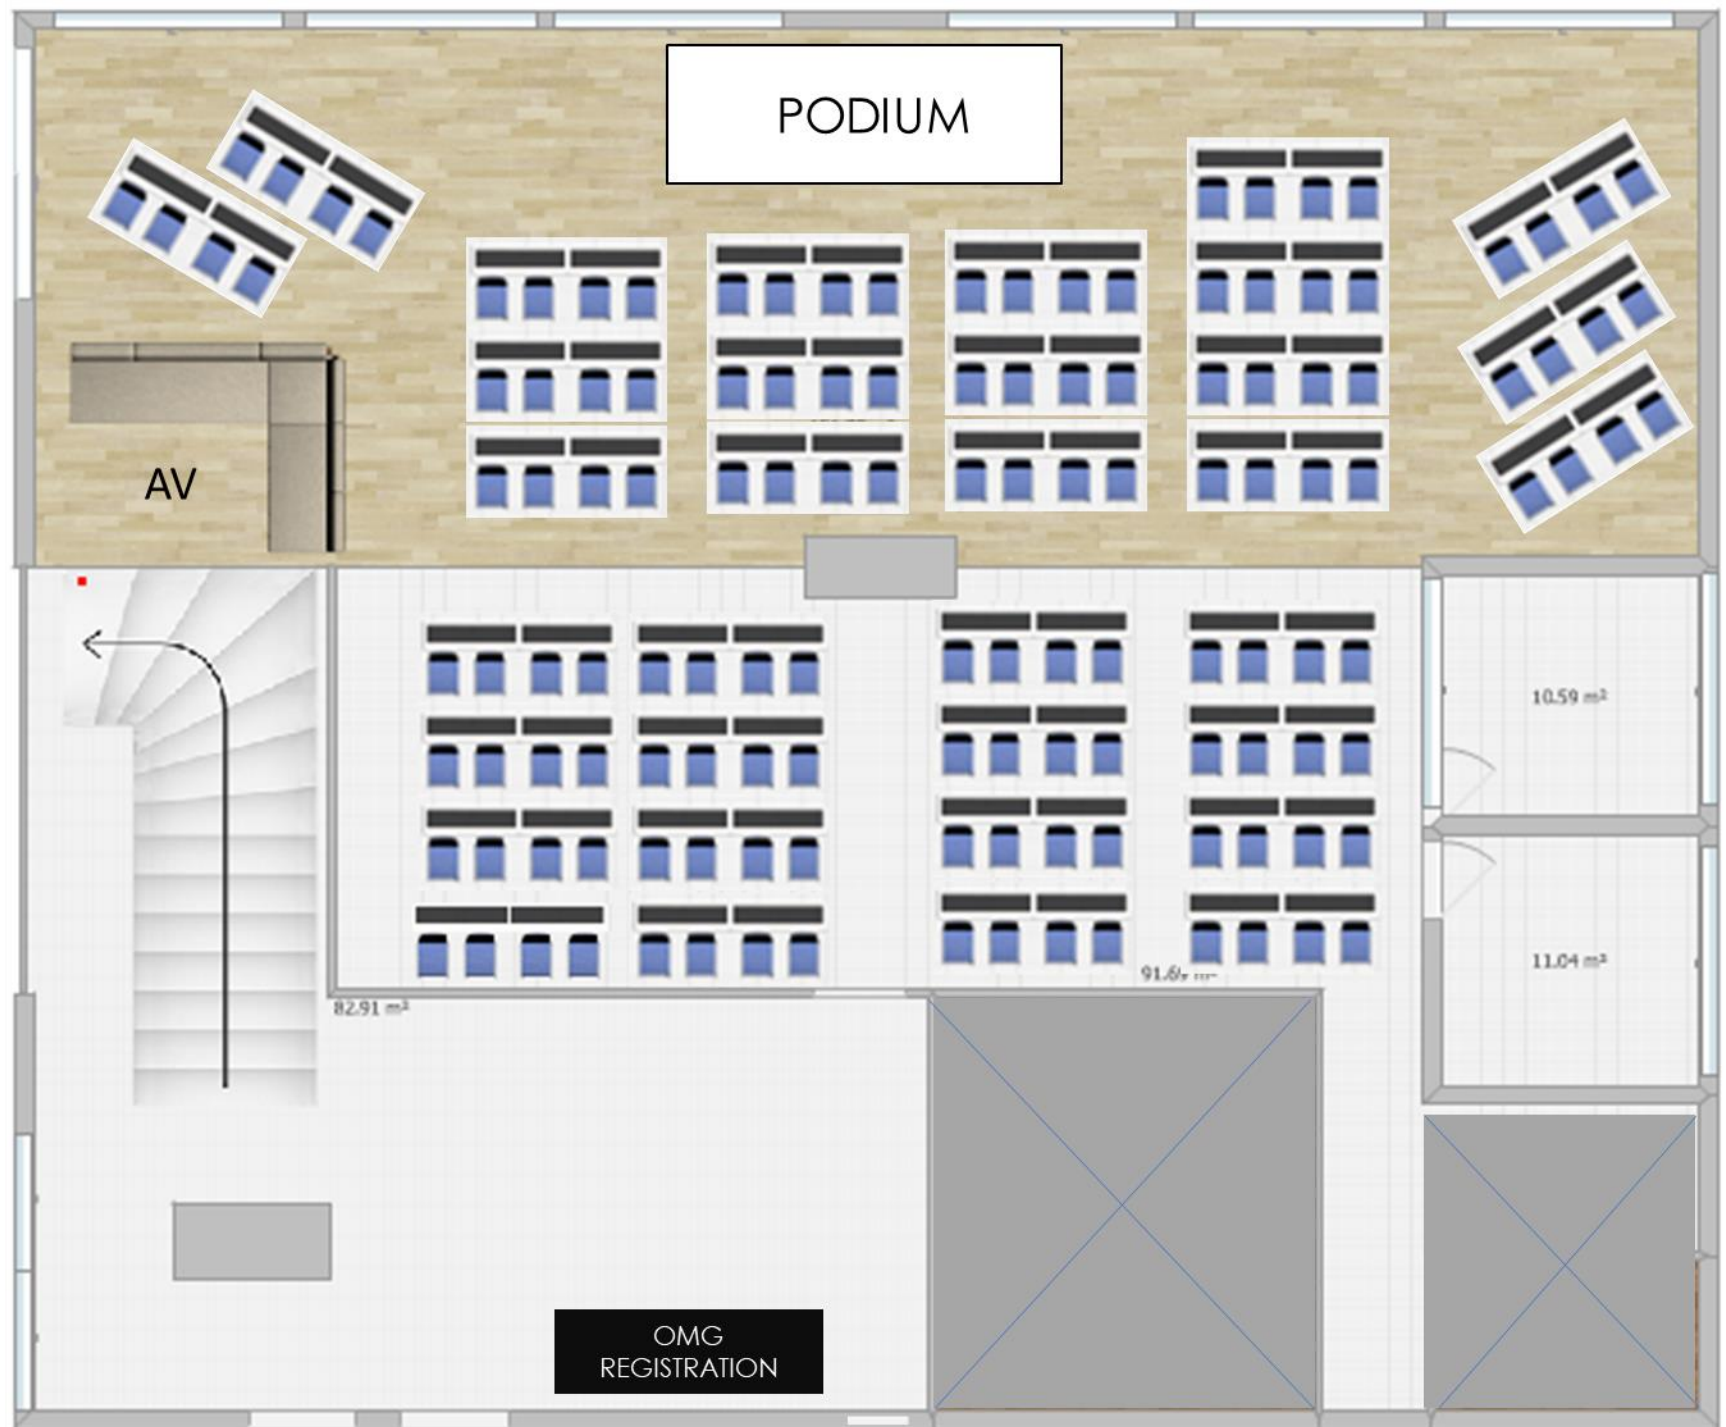 PODIUM
AV
10.59 m²
11.04 m²
82.91 m²
OMG
REGISTRATION